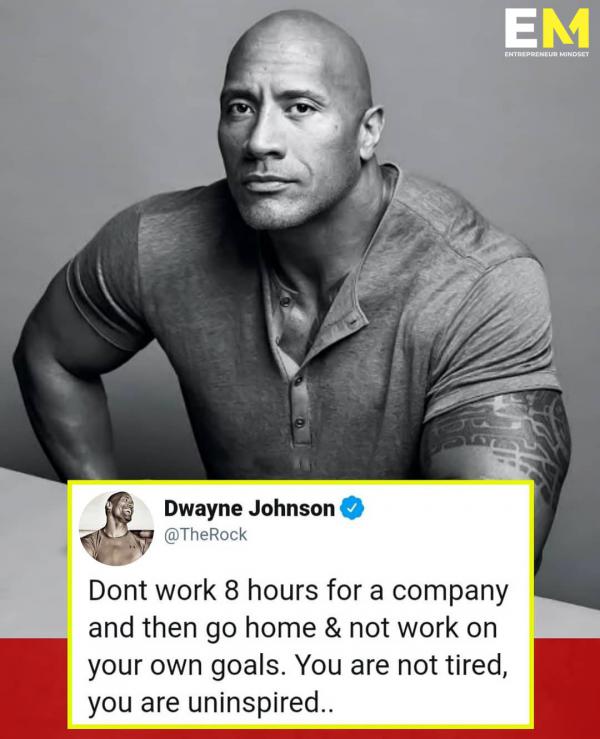 EM
ENTREPRENEUR MINDSET
Dwayne Johnson
@TheRock
Dont work 8 hours for a company
and then go home & not work on
your own goals. You are not tired,
you are uninspired..